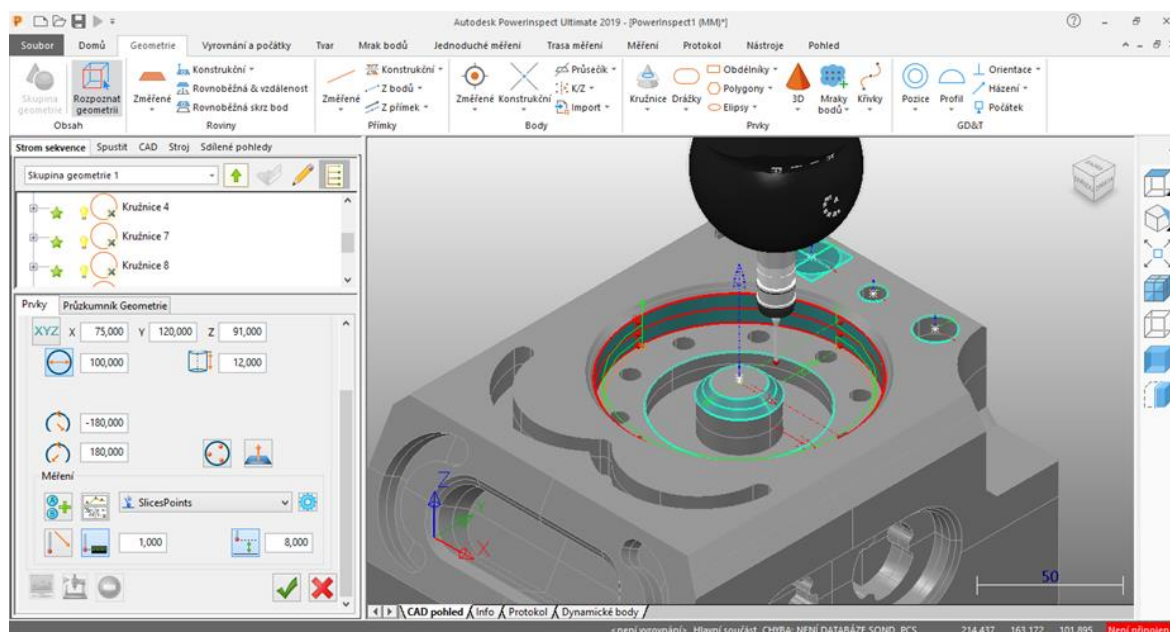 Autodesk PowerInspect Ultimate 2019 - [PowerInspect1 (MM)*]
Soubor Domů Geometrie Vyrovnání a počátky Tvar Mrak bodů Jednoduché měření Trasa měření Měření Protokol Nástroje Pohled
Skupina geometrie
Rozpoznat geometrii
Obsah
Změřené
Konstrukční
Rovnoběžná & vzdálenost
Rovnoběžná skrz bod
Roviny
Změřené
Konstrukční
Z bodů
Z přímek
Přímky
Změřené
Konstrukční
Průsečík
K/Z
Import
Body
Kružnice
Drážky
Obdélníky
Polygony
Elipsy
3D
Mraky bodů
Křivky
Prvky
Pozice
Profil
Orientace
Házení
Počátek
GD&T
Strom sekvence Spustit CAD Stroj Sdílené pohledy
Skupina geometrie 1
Kružnice 4
Kružnice 7
Kružnice 8
Prvky Průzkumník Geometrie
XYZ X 75,000 Y 120,000 Z 91,000
100,000 12,000
-180,000
180,000
Měření
SlicesPoints
1,000 8,000
Z
Y
X
50
CAD pohled Info Protokol Dynamické body
<není vyrovnání> Hlavní součást CHYBA: NENÍ DATABÁZE SOND PCS 214,437 163,172 101,895 Není připojen